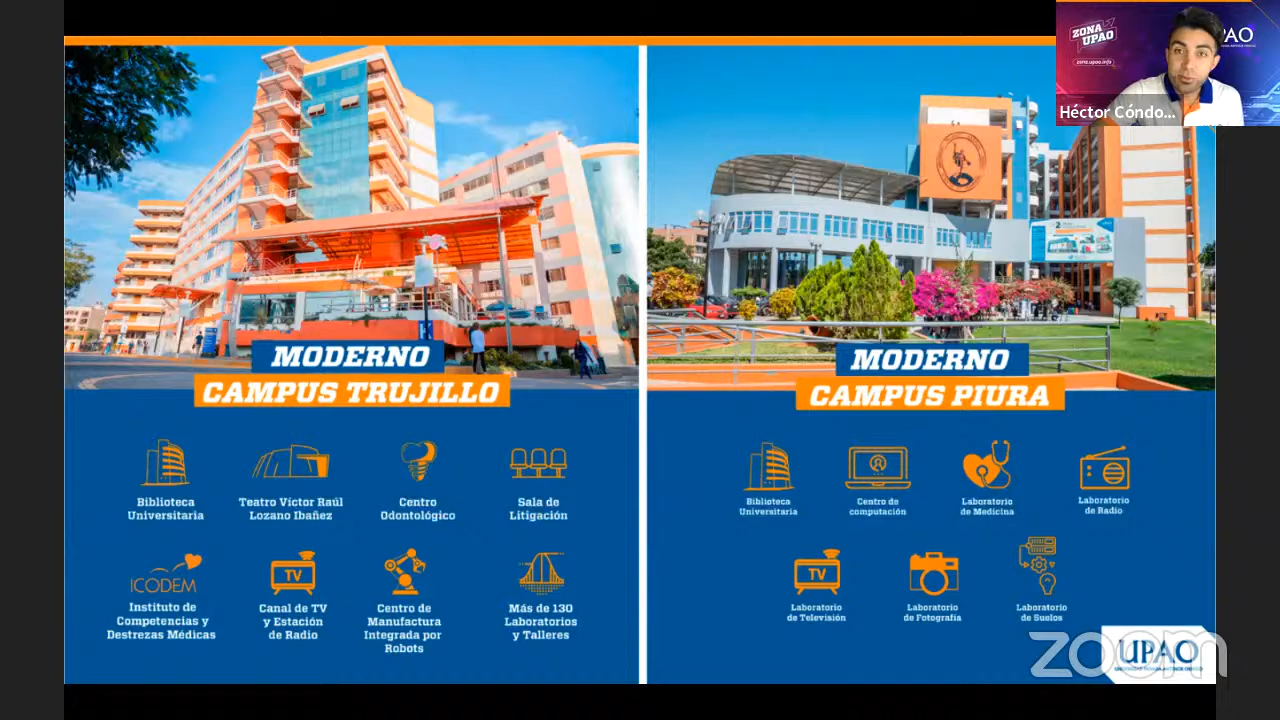 ZONA
UPAO
zona.upao.info
PAO
Héctor Cóndo...
MODERNO
CAMPUS TRUJILLO
Biblioteca
Universitaria
Teatro Víctor Raúl
Lozano Ibañez
Centro
Odontológico
Sala de
Litigación
ICODEM
Instituto de
Competencias y
Destrezas Médicas
TV
Canal de TV
y Estación
de Radio
Centro de
Manufactura
Integrada por
Robots
Más de 130
Laboratorios
y Talleres
MODERNO
CAMPUS PIURA
Biblioteca
Universitaria
Centro de
computación
Laboratorio
de Medicina
Laboratorio
de Radio
TV
Laboratorio
de Televisión
Laboratorio
de Fotografía
Laboratorio
de Suelos
UPAO
zoom